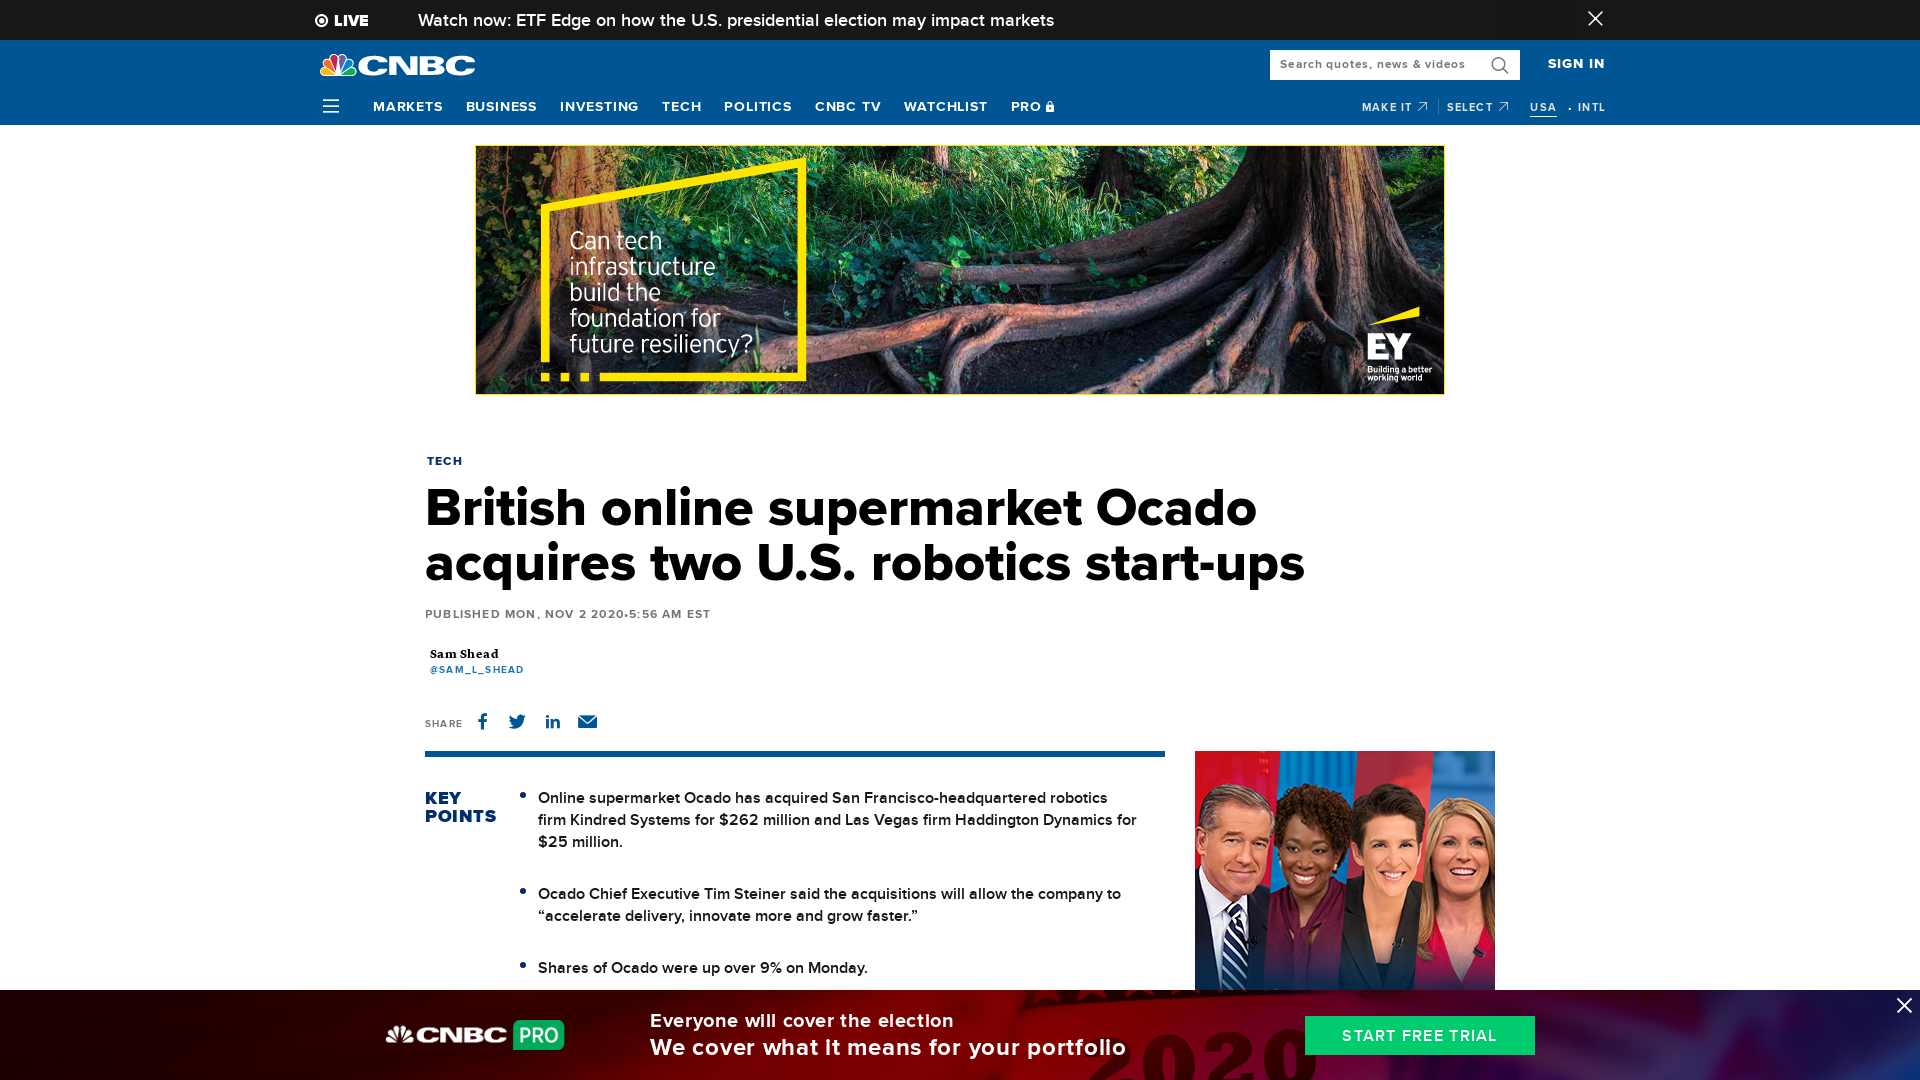 LIVE
Watch now: ETF Edge on how the U.S. presidential election may impact markets
CNBC
Search quotes, news & videos
SIGN IN
MARKETS BUSINESS INVESTING TECH POLITICS CNBC TV WATCHLIST PRO
MAKE IT SELECT USA • INTL
Can tech
infrastructure
build the
foundation for
future resiliency?
EY
Building a better
working world
TECH
British online supermarket Ocado
acquires two U.S. robotics start-ups
PUBLISHED MON, NOV 2 2020•5:56 AM EST
Sam Shead
@SAM_L_SHEAD
SHARE
KEY
POINTS
Online supermarket Ocado has acquired San Francisco-headquartered robotics
firm Kindred Systems for $262 million and Las Vegas firm Haddington Dynamics for
$25 million.
Ocado Chief Executive Tim Steiner said the acquisitions will allow the company to
“accelerate delivery, innovate more and grow faster.”
Shares of Ocado were up over 9% on Monday.
CNBC PRO
Everyone will cover the election
We cover what it means for your portfolio
2020
START FREE TRIAL